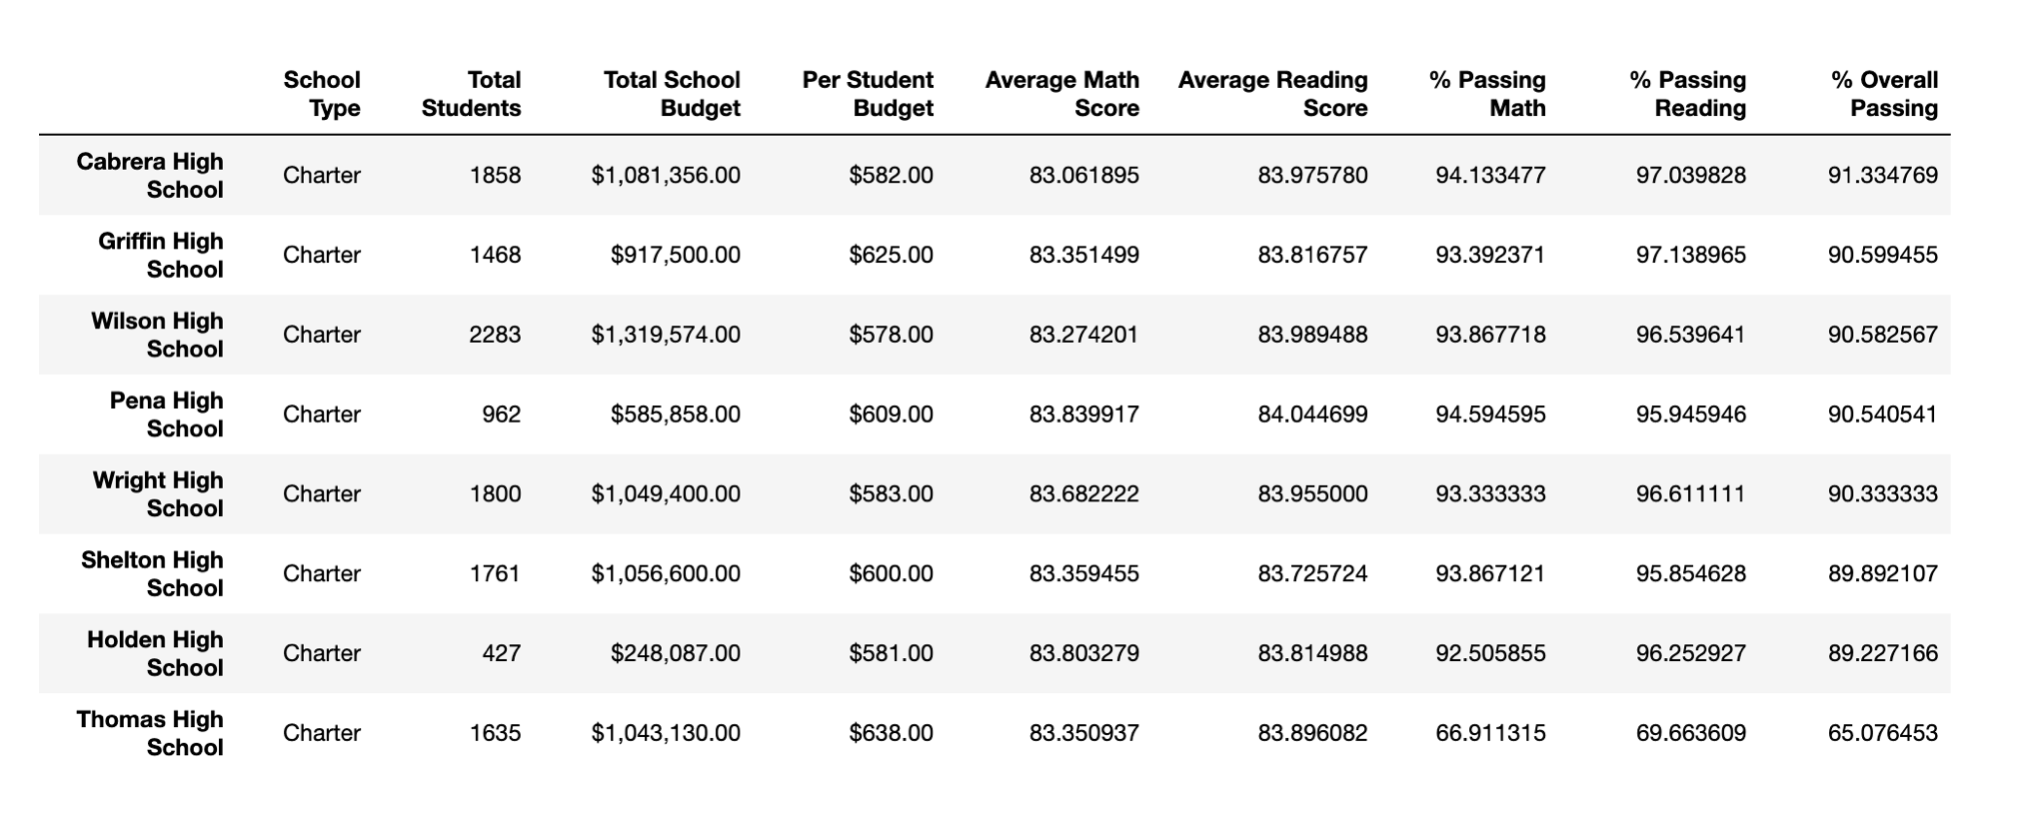 School Type Total Students Total School Budget Per Student Budget Average Math Score Average Reading Score % Passing Math % Passing Reading % Overall Passing
Cabrera High School Charter 1858 $1,081,356.00 $582.00 83.061895 83.975780 94.133477 97.039828 91.334769
Griffin High School Charter 1468 $917,500.00 $625.00 83.351499 83.816757 93.392371 97.138965 90.599455
Wilson High School Charter 2283 $1,319,574.00 $578.00 83.274201 83.989488 93.867718 96.539641 90.582567
Pena High School Charter 962 $585,858.00 $609.00 83.839917 84.044699 94.594595 95.945946 90.540541
Wright High School Charter 1800 $1,049,400.00 $583.00 83.682222 83.955000 93.333333 96.611111 90.333333
Shelton High School Charter 1761 $1,056,600.00 $600.00 83.359455 83.725724 93.867121 95.854628 89.892107
Holden High School Charter 427 $248,087.00 $581.00 83.803279 83.814988 92.505855 96.252927 89.227166
Thomas High School Charter 1635 $1,043,130.00 $638.00 83.350937 83.896082 66.911315 69.663609 65.076453